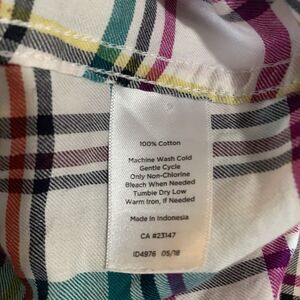 100% Cotton
Machine Wash Cold
Gentle Cycle
Only Non-Chlorine
Bleach When Needed
Tumble Dry Low
Warm Iron, If Needed
Made in Indonesia
CA #23147
ID4976 05/18